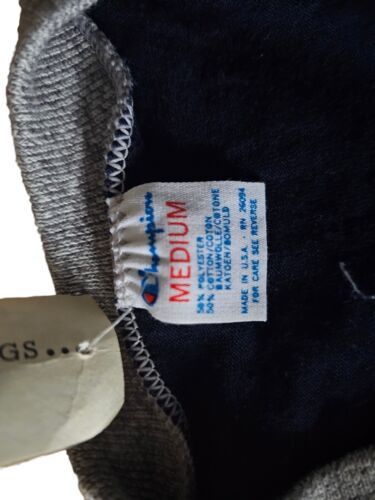 Champion
MEDIUM
50% POLYESTER
50% COTTON/COTON
BAUMWOLLE/COTONE
KATOEN/BOMULD
MADE IN U.S.A. · RN 26094
FOR CARE SEE REVERSE
GS...